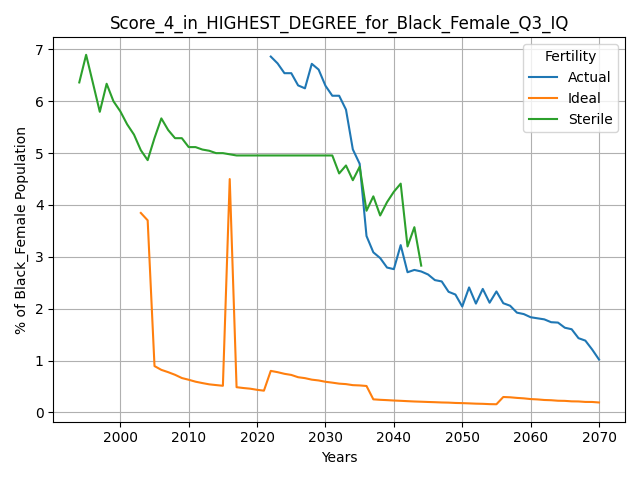 Score_4_in_HIGHEST_DEGREE_for_Black_Female_Q3_IQ
% of Black_Female Population
7
6
5
4
3
2
1
0
Fertility
Actual
Ideal
Sterile
2000 2010 2020 2030 2040 2050 2060 2070
Years